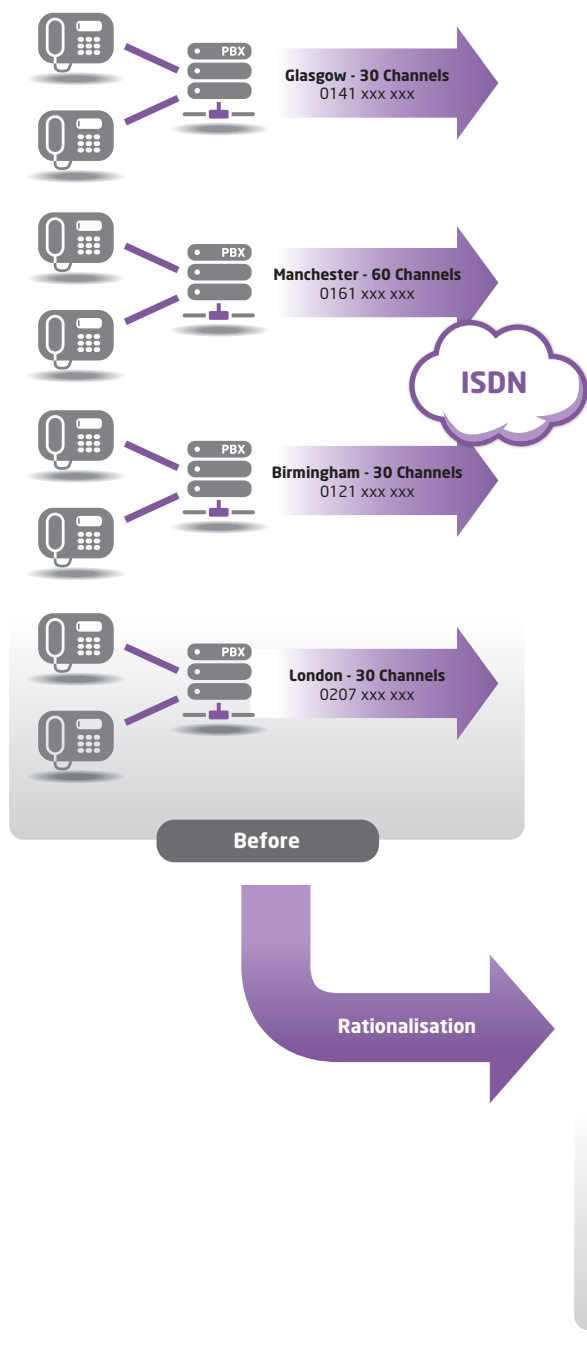 PBX
Glasgow - 30 Channels
0141 xxx xxx
PBX
Manchester - 60 Channels
0161 xxx xxx
ISDN
PBX
Birmingham - 30 Channels
0121 xxx xxx
PBX
London - 30 Channels
0207 xxx xxx
Before
Rationalisation